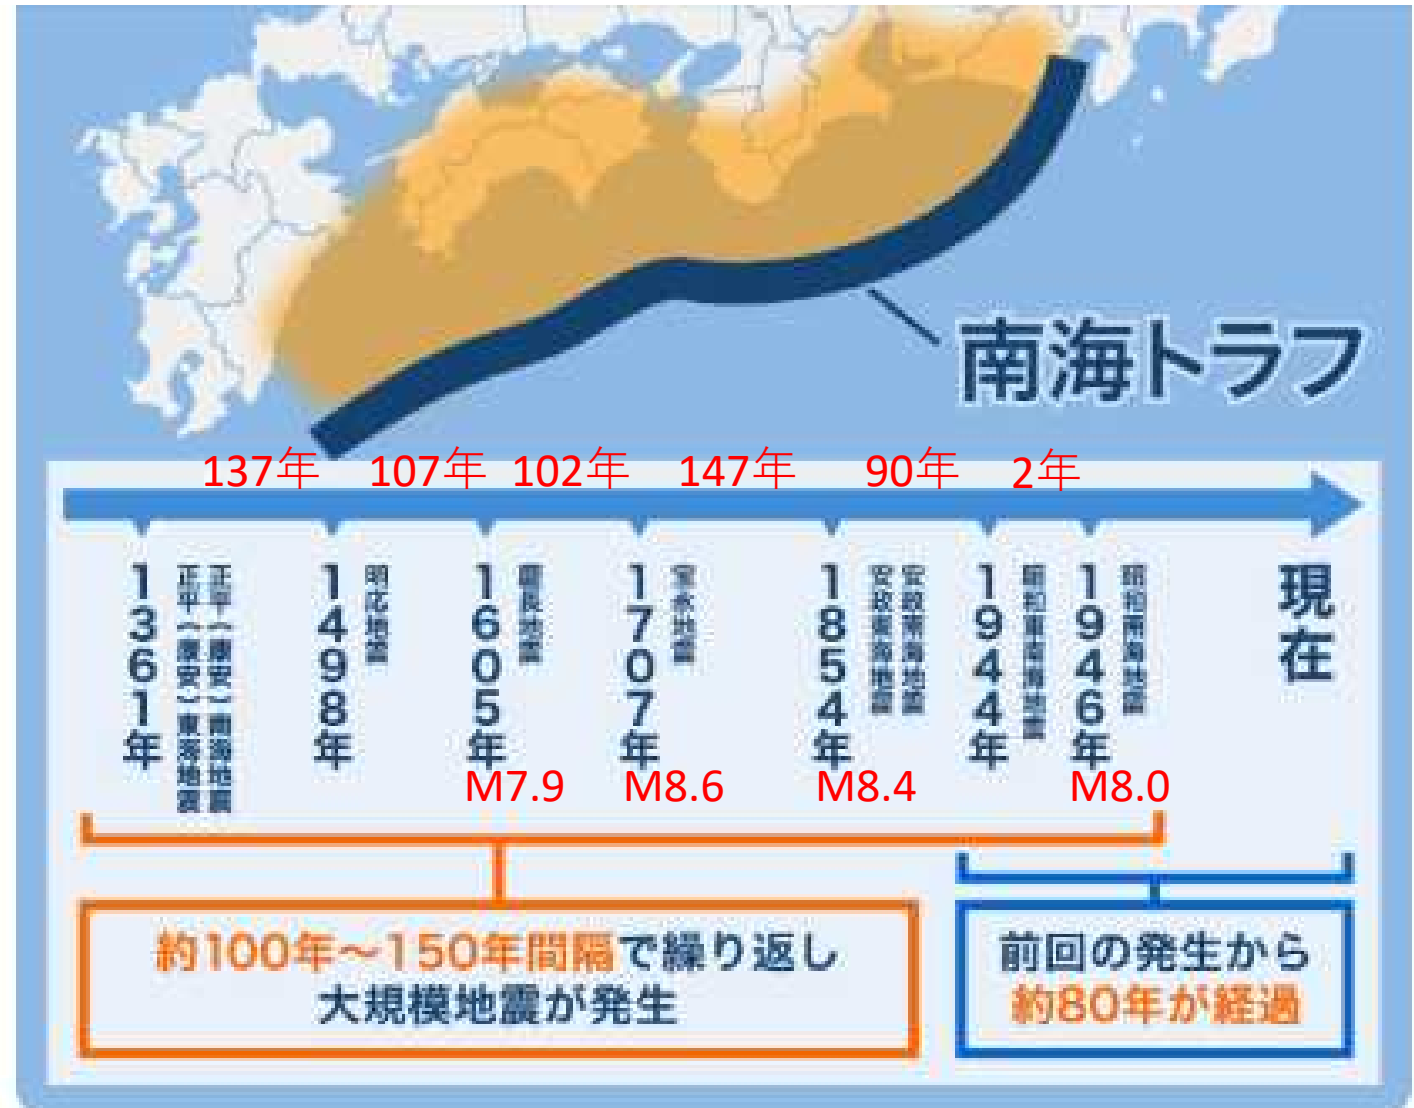 南海トラフ
137年
107年
102年
147年
90年
2年
1361年
正平(康安)東海地震
正平(康安)南海地震
1498年
明応地震
1605年
慶長地震
1707年
宝永地震
1854年
安政東海地震
安政南海地震
1944年
昭和東南海地震
1946年
昭和南海地震
現在
M7.9
M8.6
M8.4
M8.0
約100年~150年間隔で繰り返し
大規模地震が発生
前回の発生から
約80年が経過